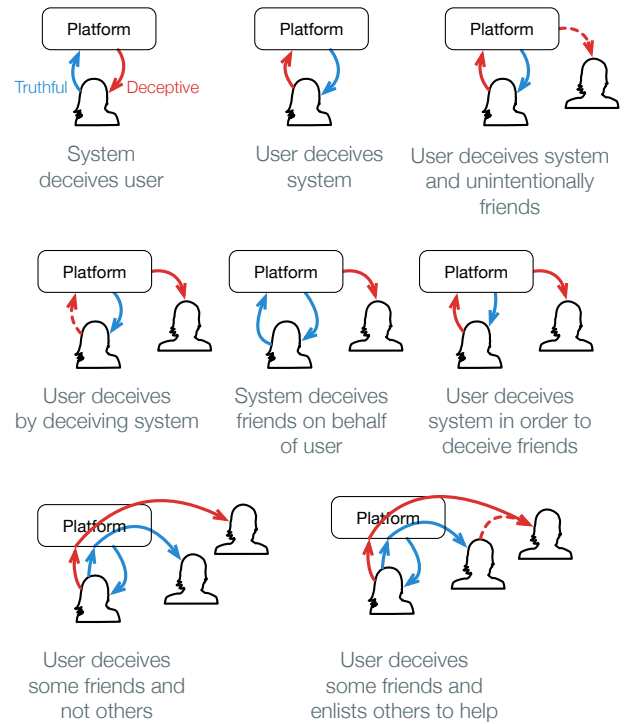 Platform
Platform
Platform
Truthful
Deceptive
System
deceives user
User deceives
system
User deceives system
and unintentionally
friends
Platform
Platform
Platform
User deceives
by deceiving system
System deceives
friends on behalf
of user
User deceives
system in order to
deceive friends
Platform
Platform
User deceives
some friends and
not others
User deceives
some friends and
enlists others to help